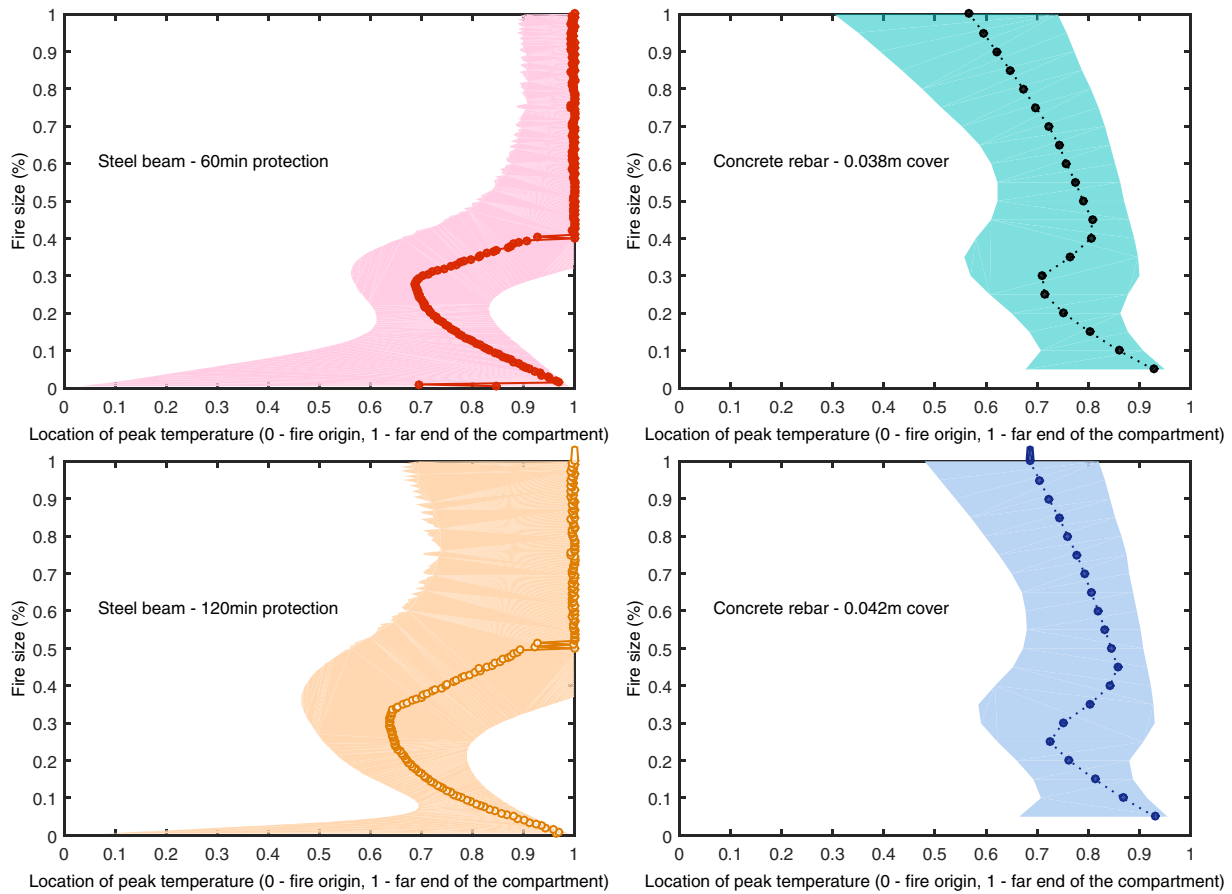 1
0.9
0.8
0.7
0.6
0.5
0.4
0.3
0.2
0.1
0
Fire size (%)
Steel beam - 60min protection
0 0.1 0.2 0.3 0.4 0.5 0.6 0.7 0.8 0.9 1
Location of peak temperature (0 - fire origin, 1 - far end of the compartment)
1
0.9
0.8
0.7
0.6
0.5
0.4
0.3
0.2
0.1
0
Fire size (%)
Concrete rebar - 0.038m cover
0 0.1 0.2 0.3 0.4 0.5 0.6 0.7 0.8 0.9 1
Location of peak temperature (0 - fire origin, 1 - far end of the compartment)
1
0.9
0.8
0.7
0.6
0.5
0.4
0.3
0.2
0.1
0
Fire size (%)
Steel beam - 120min protection
0 0.1 0.2 0.3 0.4 0.5 0.6 0.7 0.8 0.9 1
Location of peak temperature (0 - fire origin, 1 - far end of the compartment)
1
0.9
0.8
0.7
0.6
0.5
0.4
0.3
0.2
0.1
0
Fire size (%)
Concrete rebar - 0.042m cover
0 0.1 0.2 0.3 0.4 0.5 0.6 0.7 0.8 0.9 1
Location of peak temperature (0 - fire origin, 1 - far end of the compartment)